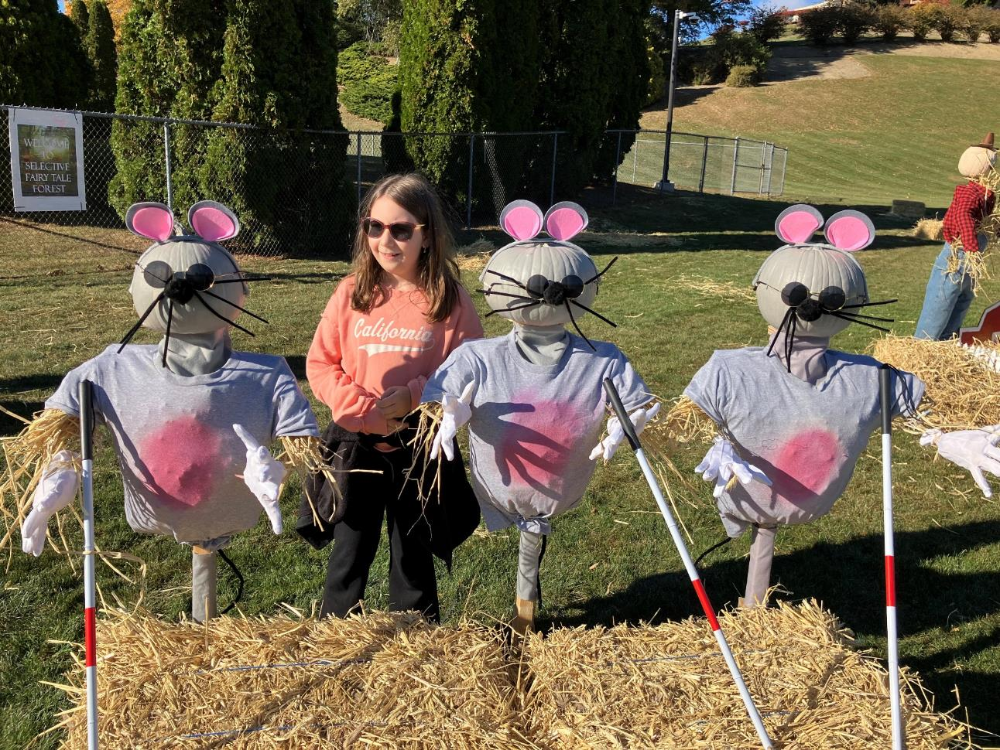 WELCOME
TO
SELECTIVE
FAIRY TALE
FOREST
California